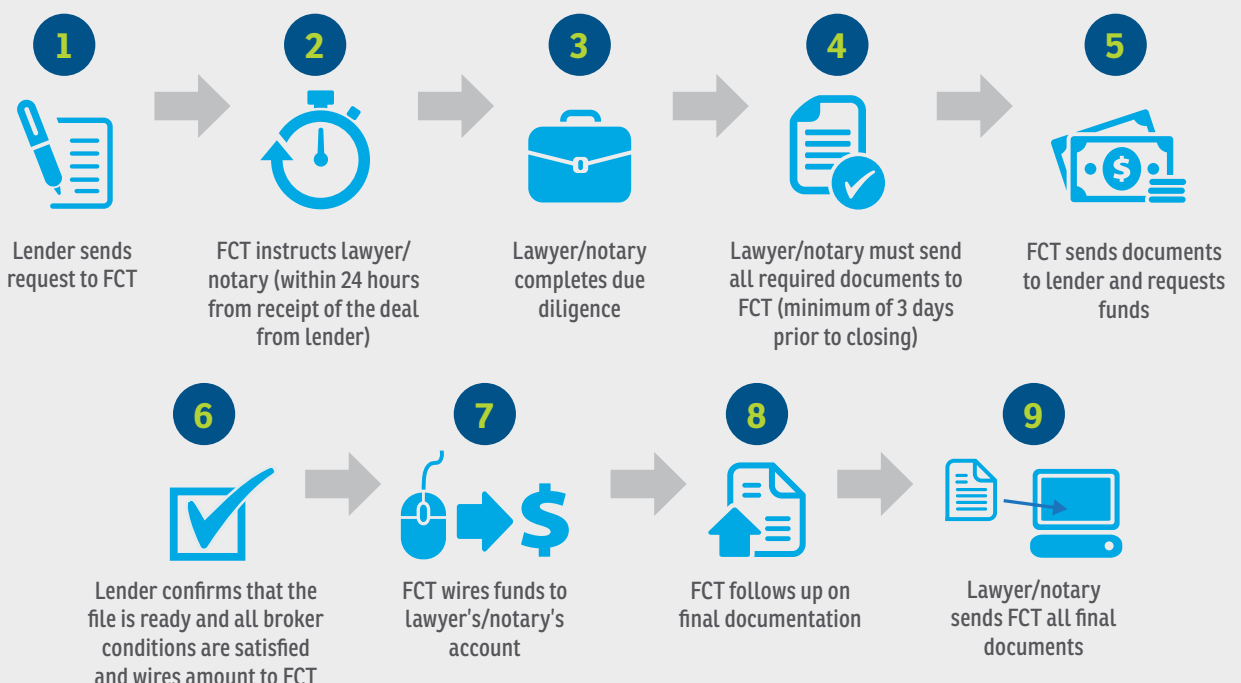 1
Lender sends
request to FCT
2
FCT instructs lawyer/
notary (within 24 hours
from receipt of the deal
from lender)
3
Lawyer/notary
completes due
diligence
4
Lawyer/notary must send
all required documents to
FCT (minimum of 3 days
prior to closing)
5
$
FCT sends documents
to lender and requests
funds
6
Lender confirms that the
file is ready and all broker
conditions are satisfied
and wires amount to FCT
7
$
FCT wires funds to
lawyer's/notary's
account
8
FCT follows up on
final documentation
9
Lawyer/notary
sends FCT all final
documents